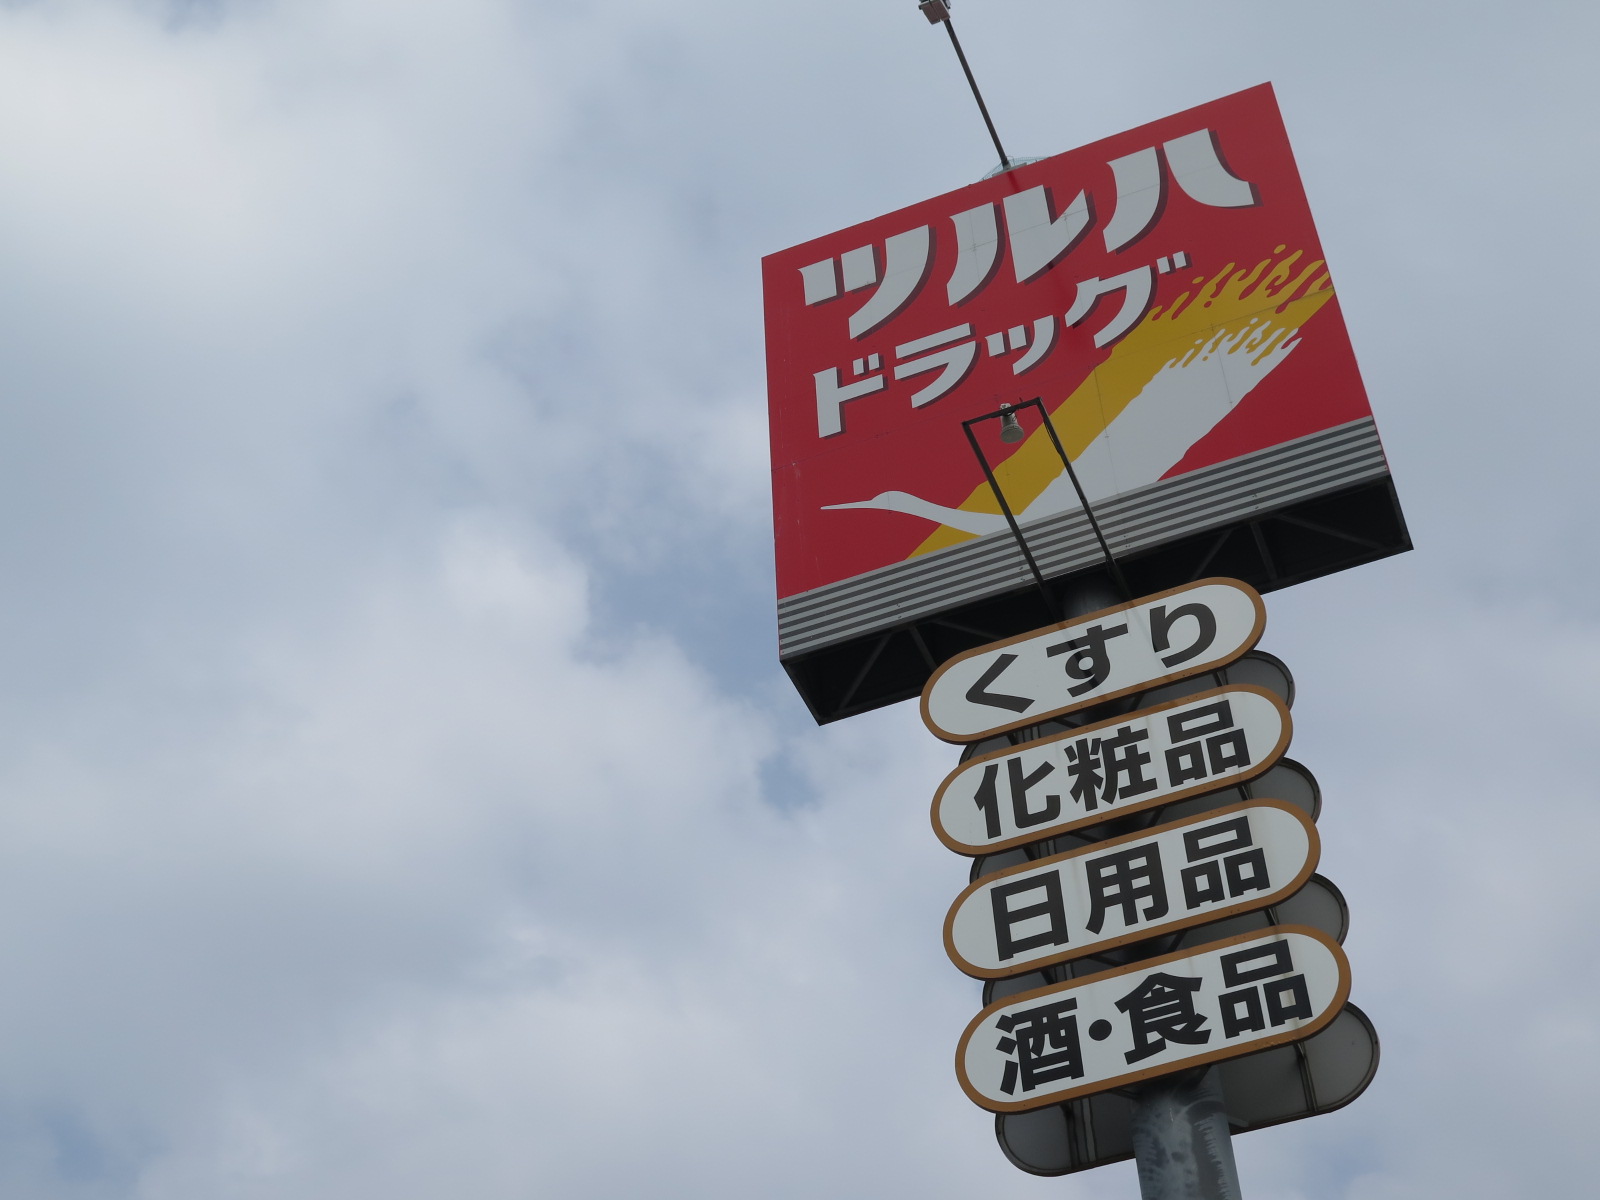 ツルハ
ドラッグ
くすり
化粧品
日用品
酒・食品